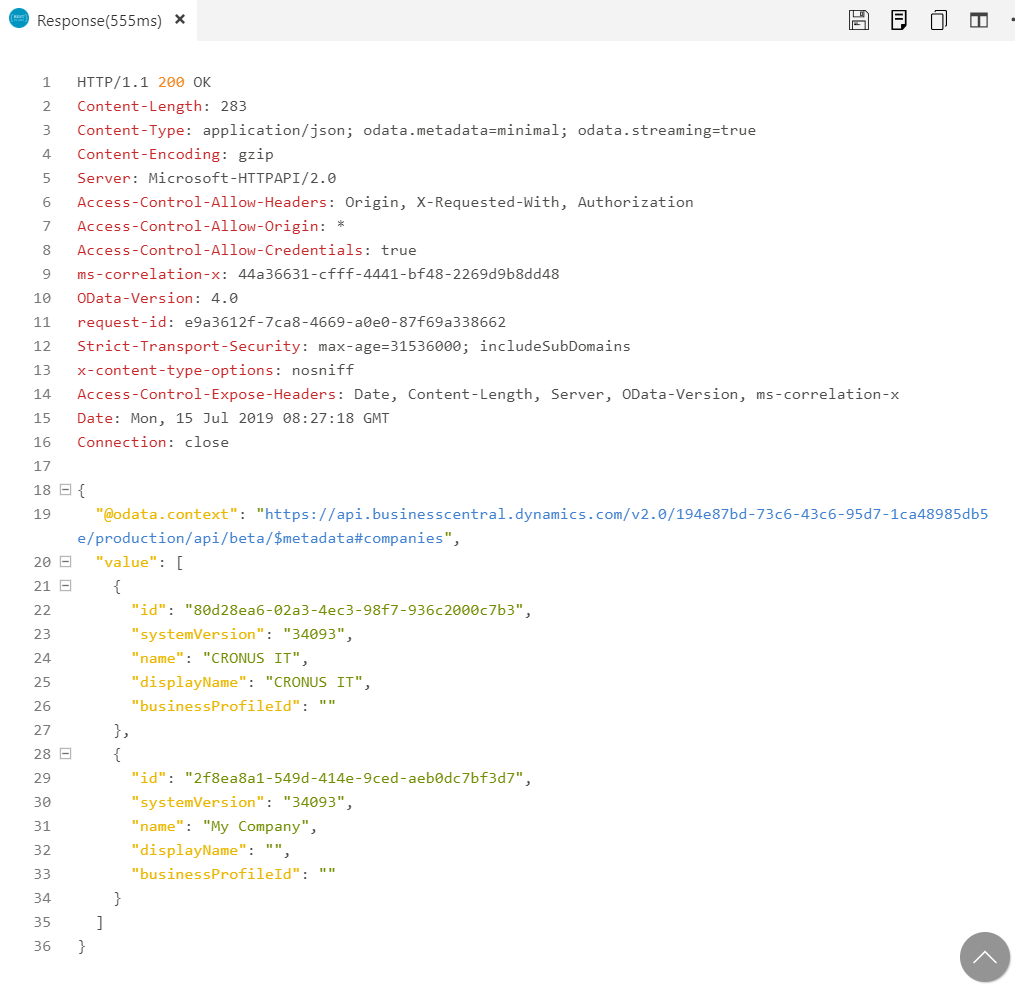 Response(555ms) ×
1 HTTP/1.1 200 OK
2 Content-Length: 283
3 Content-Type: application/json; odata.metadata=minimal; odata.streaming=true
4 Content-Encoding: gzip
5 Server: Microsoft-HTTPAPI/2.0
6 Access-Control-Allow-Headers: Origin, X-Requested-With, Authorization
7 Access-Control-Allow-Origin: *
8 Access-Control-Allow-Credentials: true
9 ms-correlation-x: 44a36631-cfff-4441-bf48-2269d9b8dd48
10 OData-Version: 4.0
11 request-id: e9a3612f-7ca8-4669-a0e0-87f69a338662
12 Strict-Transport-Security: max-age=31536000; includeSubDomains
13 x-content-type-options: nosniff
14 Access-Control-Expose-Headers: Date, Content-Length, Server, OData-Version, ms-correlation-x
15 Date: Mon, 15 Jul 2019 08:27:18 GMT
16 Connection: close
17
18 {
19   "@odata.context": "https://api.businesscentral.dynamics.com/v2.0/194e87bd-73c6-43c6-95d7-1ca48985db5
e/production/api/beta/$metadata#companies",
20   "value": [
21     {
22       "id": "80d28ea6-02a3-4ec3-98f7-936c2000c7b3",
23       "systemVersion": "34093",
24       "name": "CRONUS IT",
25       "displayName": "CRONUS IT",
26       "businessProfileId": ""
27     },
28     {
29       "id": "2f8ea8a1-549d-414e-9ced-aeb0dc7bf3d7",
30       "systemVersion": "34093",
31       "name": "My Company",
32       "displayName": "",
33       "businessProfileId": ""
34     }
35   ]
36 }